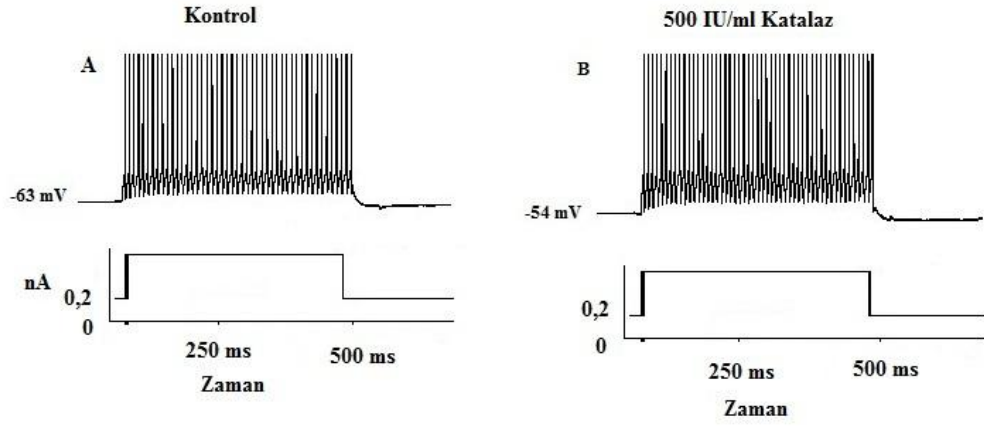 Kontrol
A
-63 mV
nA
0,2
0
250 ms
500 ms
Zaman
500 IU/ml Katalaz
B
-54 mV
0,2
0
250 ms
500 ms
Zaman